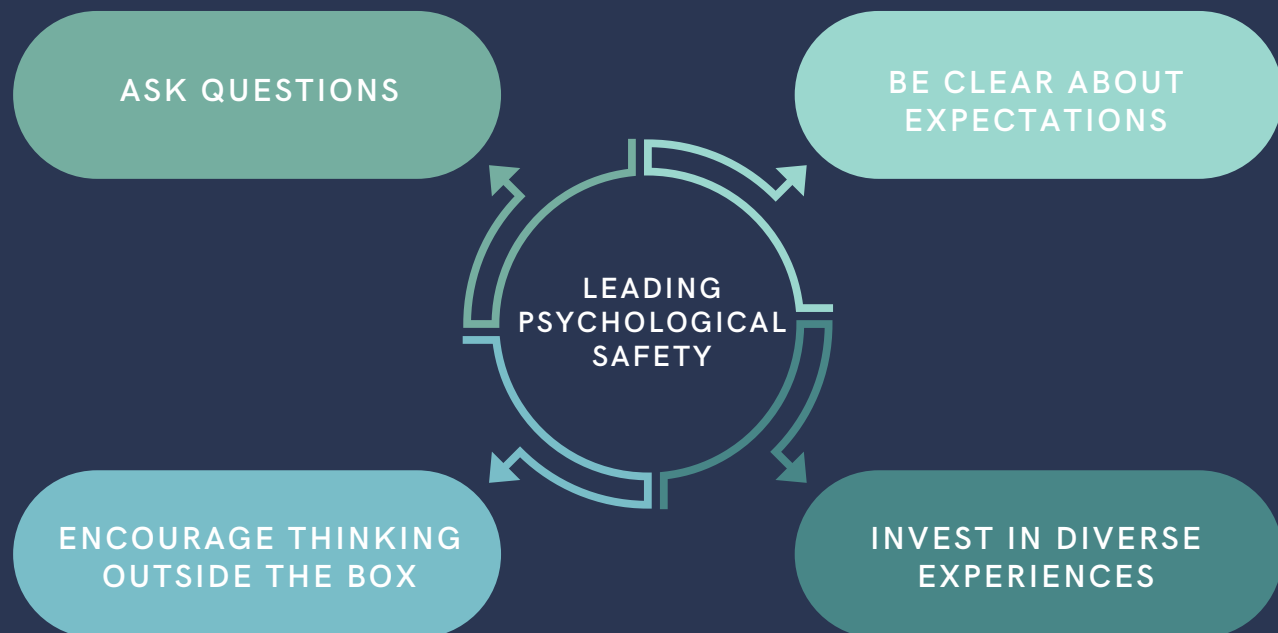 ASK QUESTIONS
BE CLEAR ABOUT
EXPECTATIONS
LEADING
PSYCHOLOGICAL
SAFETY
ENCOURAGE THINKING
OUTSIDE THE BOX
INVEST IN DIVERSE
EXPERIENCES